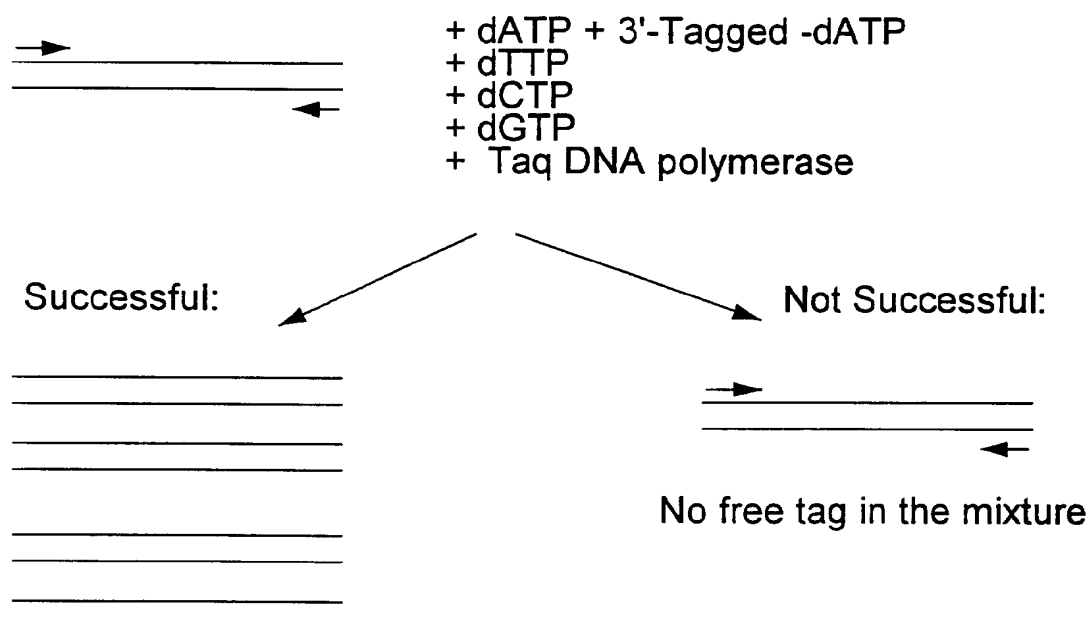 + dATP + 3'-Tagged -dATP
+ dTTP
+ dCTP
+ dGTP
+ Taq DNA polymerase
Successful:
Not Successful:
No free tag in the mixture